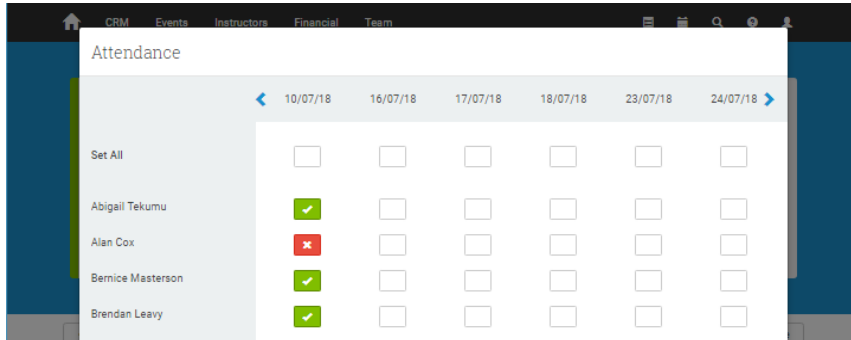 CRM Events Instructors Financial Team
Attendance
10/07/18 16/07/18 17/07/18 18/07/18 23/07/18 24/07/18
Set All
Abigail Tekumu
Alan Cox
Bernice Masterson
Brendan Leavy